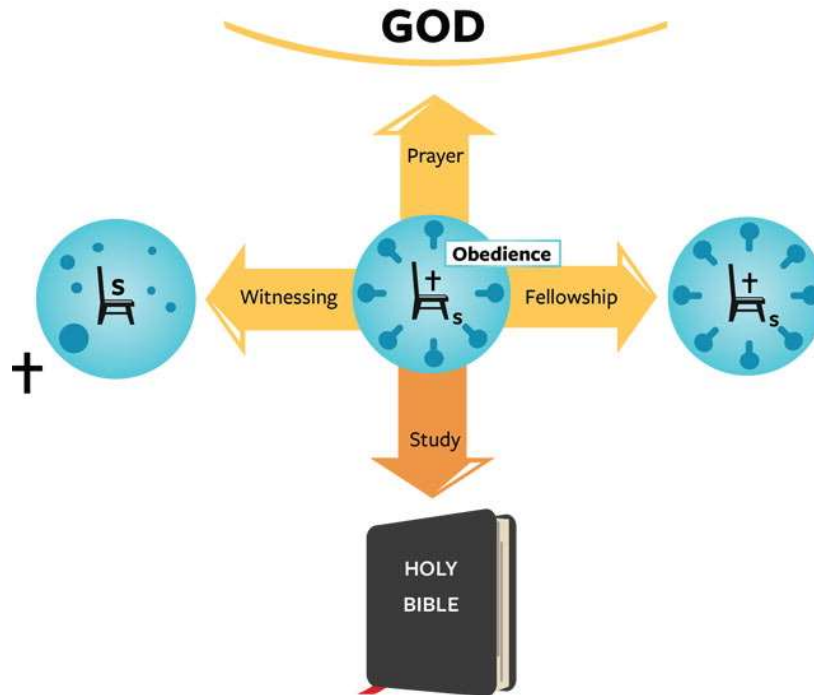 GOD
Prayer
Obedience
S
Witnessing
Fellowship
S
S
Study
HOLY
BIBLE